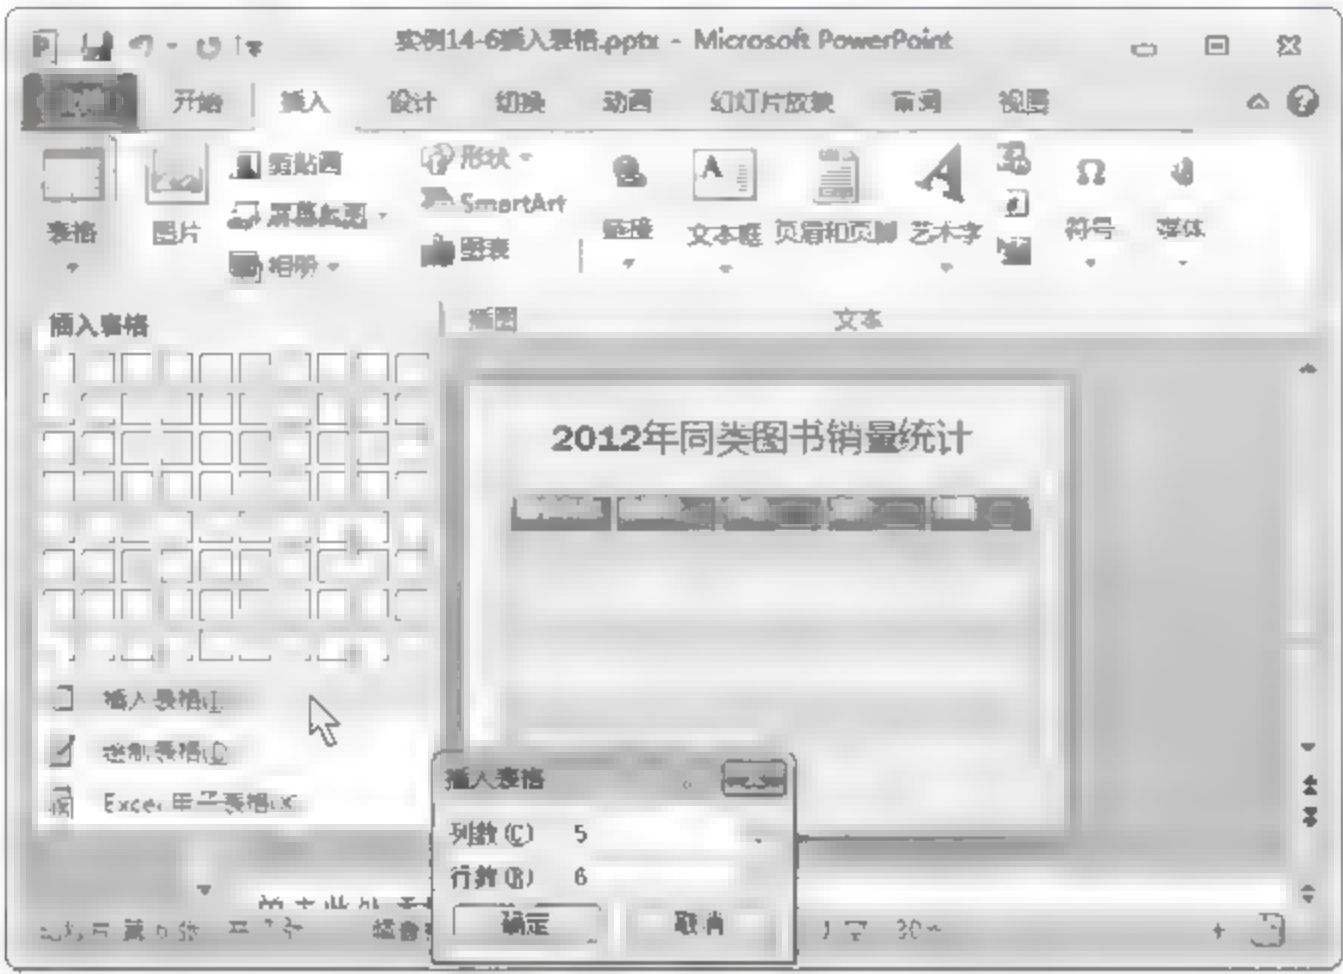 实例14-6插入表格.pptx - Microsoft PowerPoint
开始 插入 设计 切换 动画 幻灯片放映 审阅 视图
剪贴画 形状
屏幕截图 SmartArt
表格 图片 链接 文本框 页眉和页脚 艺术字 符号 媒体
相册 图表
插入表格 插图 文本
2012年同类图书销量统计
插入表格(I)
绘制表格(D)
Excel 电子表格(X)
插入表格
列数(C) 5
行数(R) 6
确定 取消